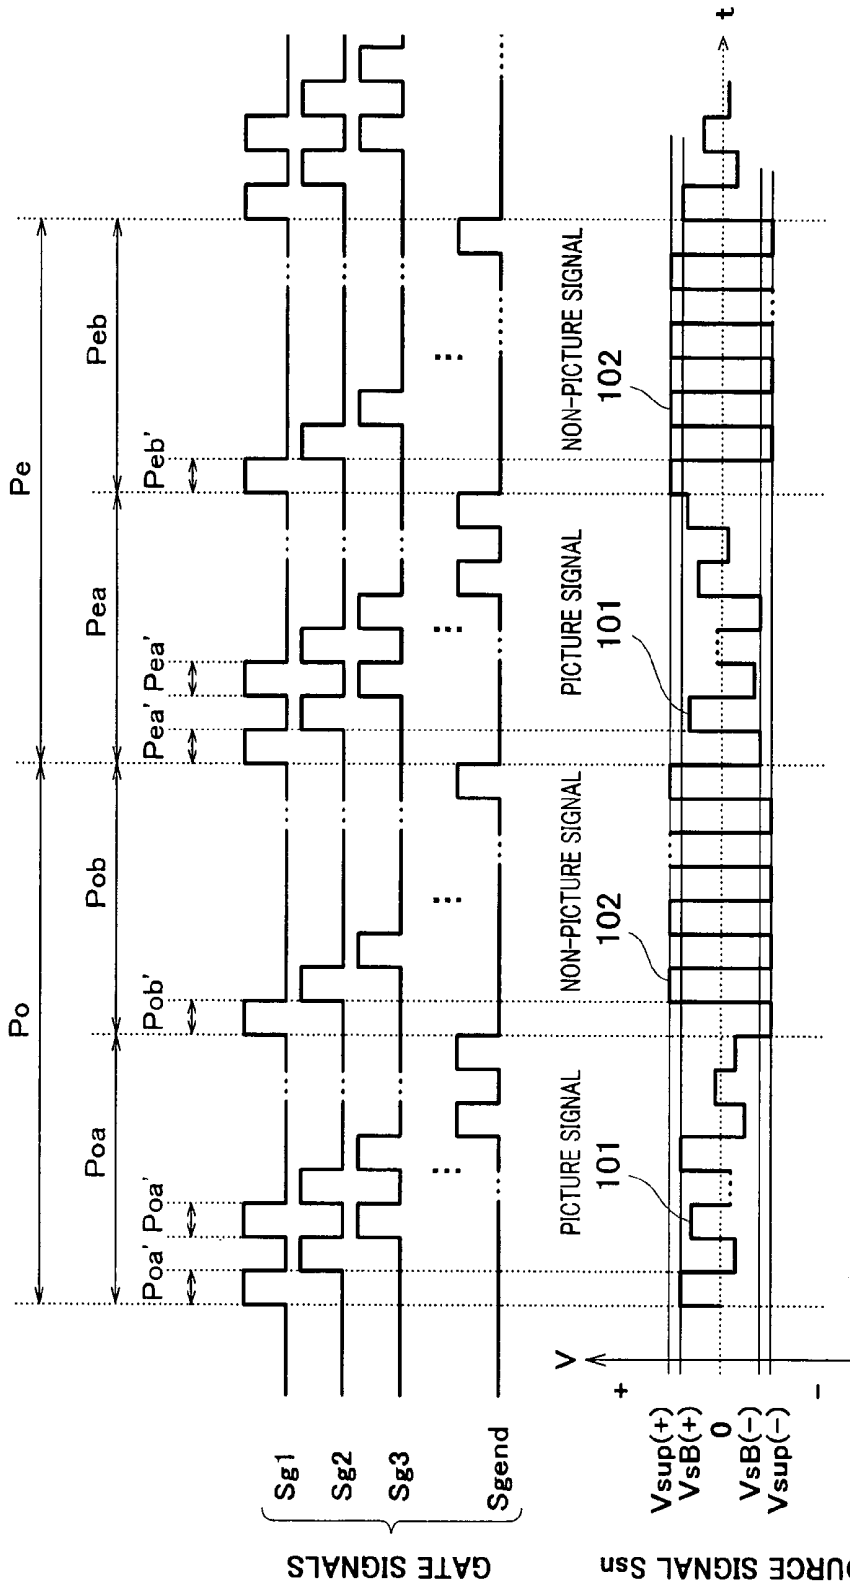 Po
Pe
Poa
Pob
Pea
Peb
Poa'
Poa'
Pob'
Pea'
Pea'
Peb'
GATE SIGNALS
Sg1
Sg2
Sg3
Sgend
PICTURE SIGNAL
101
NON-PICTURE SIGNAL
102
PICTURE SIGNAL
101
NON-PICTURE SIGNAL
102
V
+
Vsup(+)
VsB(+)
0
VsB(-)
Vsup(-)
-
t
URCE SIGNAL Ssn